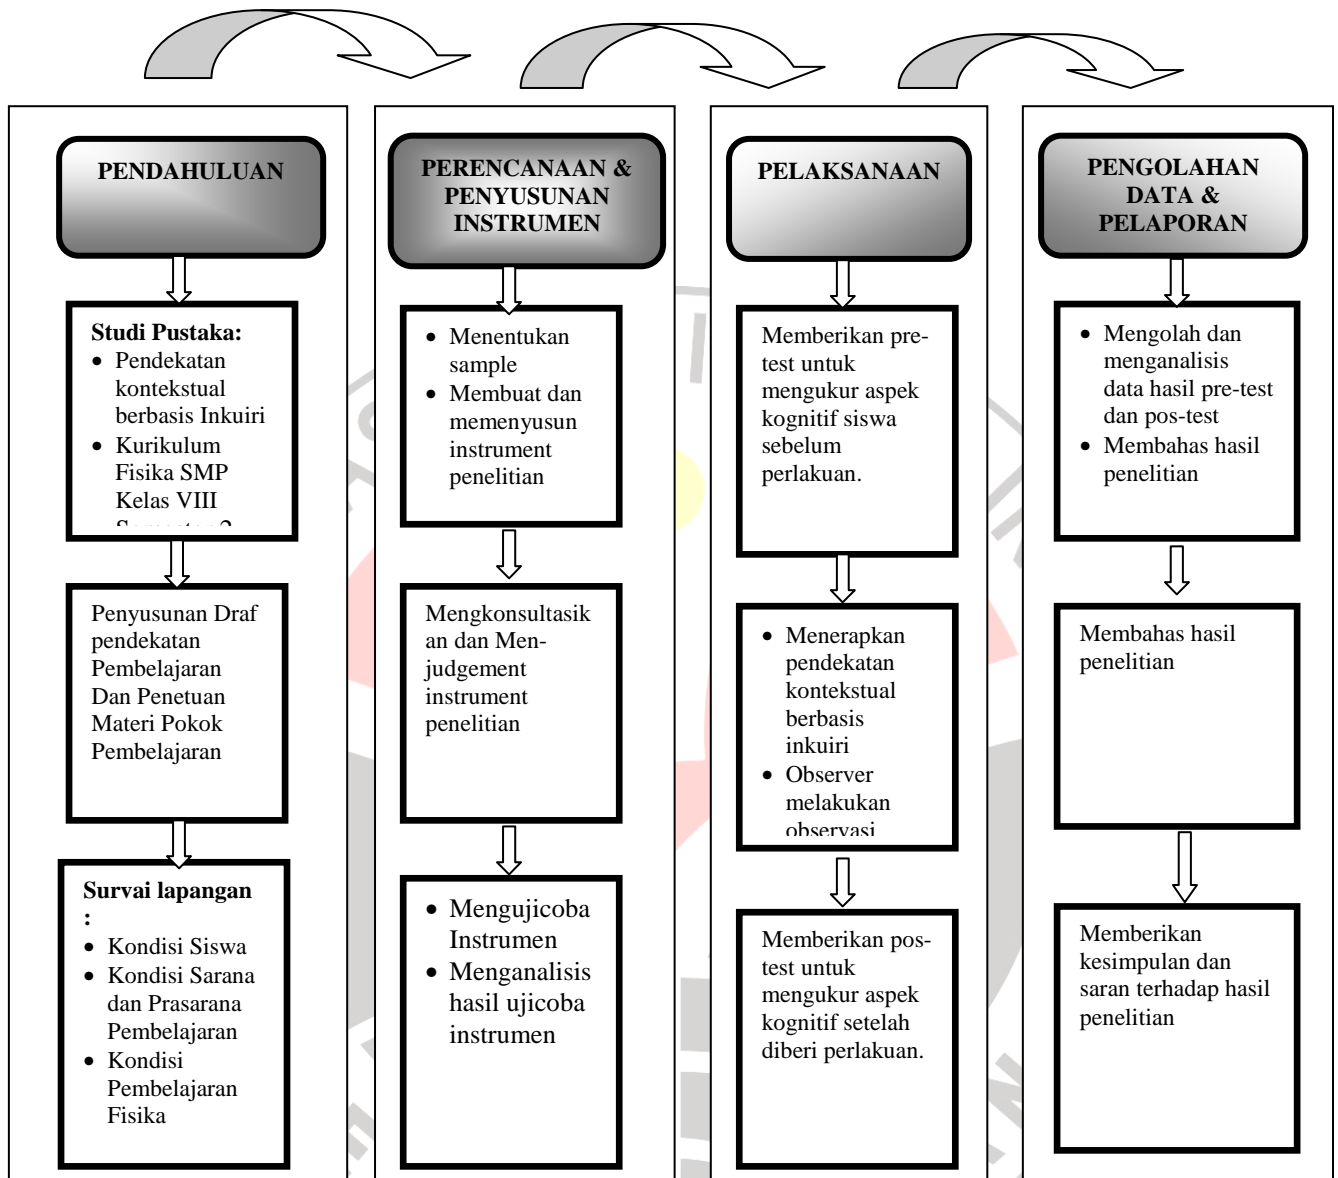 PENDAHULUAN
Studi Pustaka:
• Pendekatan
kontekstual
berbasis Inkuiri
• Kurikulum
Fisika SMP
Kelas VIII
Penyusunan Draf
pendekatan
Pembelajaran
Dan Penetuan
Materi Pokok
Pembelajaran
Survai lapangan
:
• Kondisi Siswa
• Kondisi Sarana
dan Prasarana
Pembelajaran
• Kondisi
Pembelajaran
Fisika
PERENCANAAN &
PENYUSUNAN
INSTRUMEN
• Menentukan
sample
• Membuat dan
memenyusun
instrument
penelitian
Mengkonsultasik
an dan Men-
judgement
instrument
penelitian
• Mengujicoba
Instrumen
• Menganalisis
hasil ujicoba
instrumen
PELAKSANAAN
Memberikan pre-
test untuk
mengukur aspek
kognitif siswa
sebelum
perlakuan.
• Menerapkan
pendekatan
kontekstual
berbasis
inkuiri
• Observer
melakukan
observasi
Memberikan pos-
test untuk
mengukur aspek
kognitif setelah
diberi perlakuan.
PENGOLAHAN
DATA &
PELAPORAN
• Mengolah dan
menganalisis
data hasil pre-test
dan pos-test
• Membahas hasil
penelitian
Membahas hasil
penelitian
Memberikan
kesimpulan dan
saran terhadap hasil
penelitian